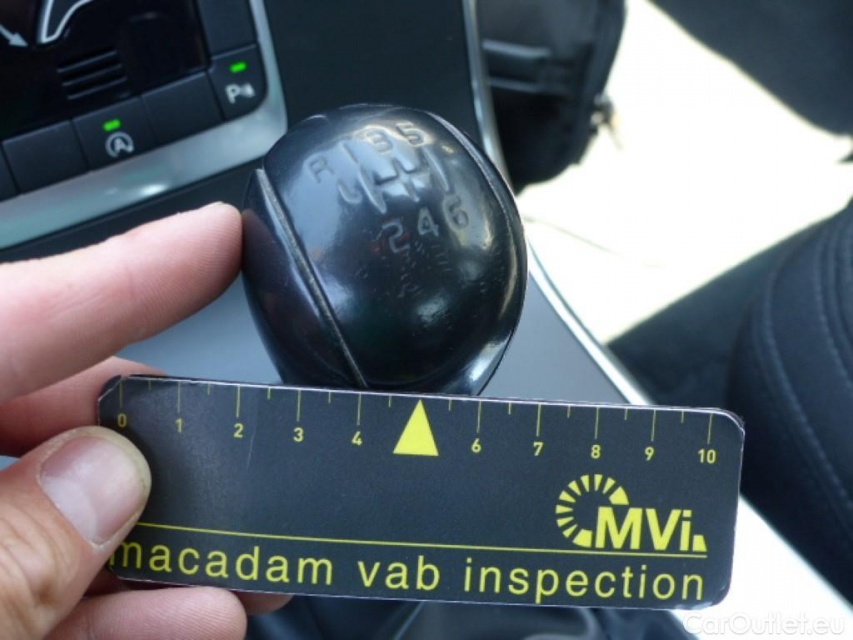 P
A
R 1 3 5
2 4 6
0 1 2 3 4 6 7 8 9 10
MVi
macadam vab inspection
CarOutlet.eu